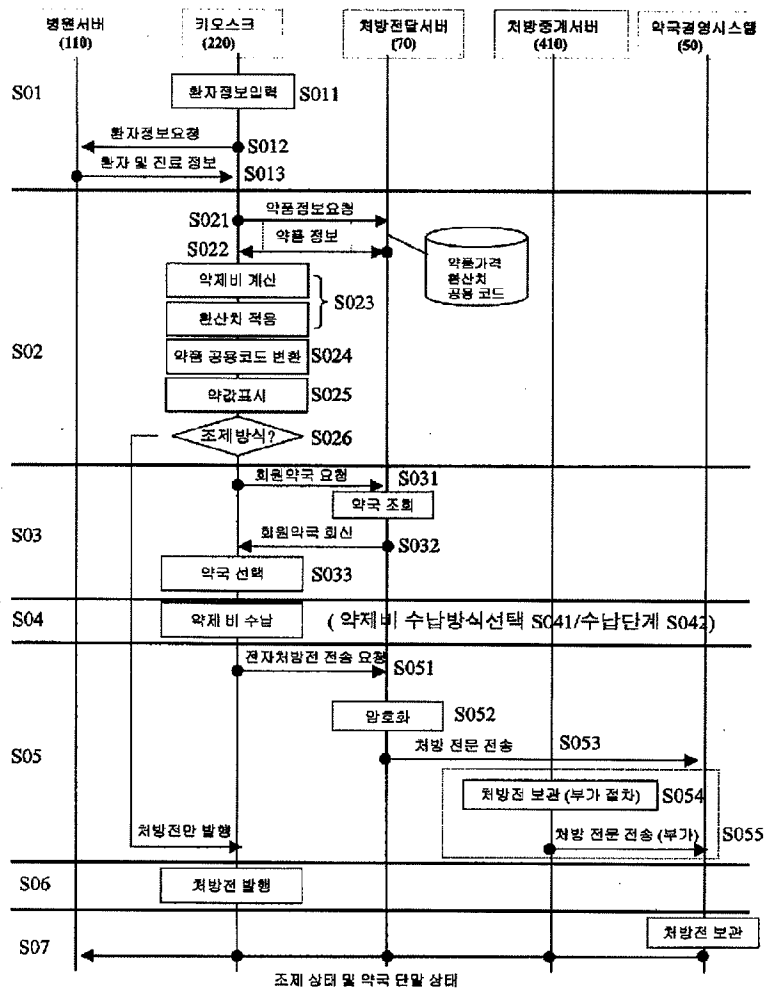 병원서버 키오스크 처방전달서버 처방중계서버 약국경영시스템
(110) (220) (70) (410) (50)
S01
환자정보입력 S011
환자정보요청 S012
환자 및 진료 정보 S013
S021 약품정보요청
S022 약품 정보
약품가격
환산치
공용 코드
약제비 계산
S023
환산치 적용
S02
약품 공용코드 변환 S024
약값표시 S025
조제방식? S026
회원약국 요청 S031
약국 조회
S03
회원약국 회신 S032
약국 선택 S033
S04 약제 비 수납 ( 약제비 수납방식선택 S041/수납단계 S042)
전자처방전 전송 요청 S051
암호화 S052
처방 전문 전송 S053
S05
처방전 보관 (부가 절차) S054
처방전만 발행
처방 전문 전송 (부가) S055
S06 처방전 발행
처방전 보관
S07
조제 상태 및 약국 단말 상태